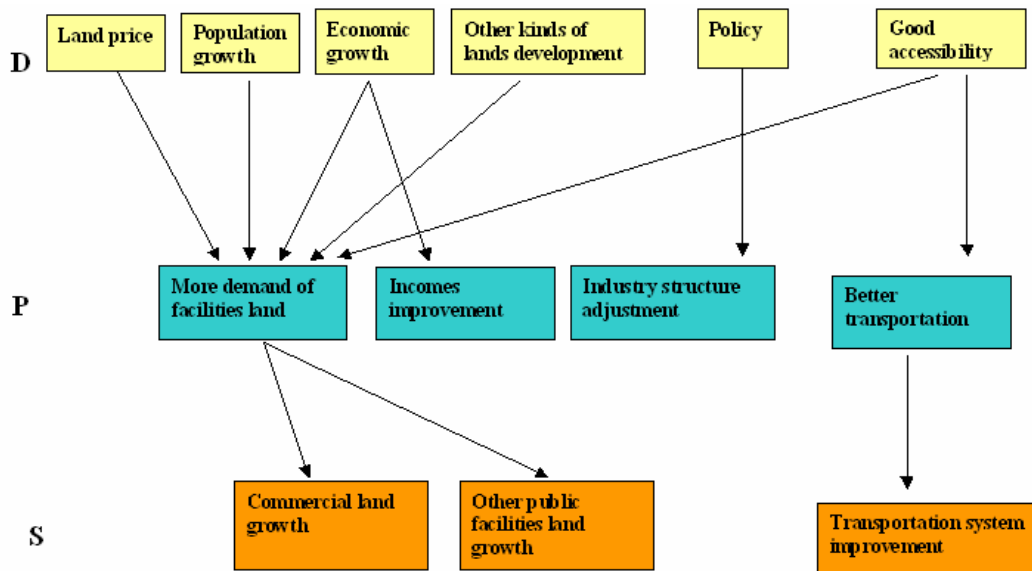 D
Land price
Population
growth
Economic
growth
Other kinds of
lands development
Policy
Good
accessibility
P
More demand of
facilities land
Incomes
improvement
Industry structure
adjustment
Better
transportation
S
Commercial land
growth
Other public
facilities land
growth
Transportation system
improvement